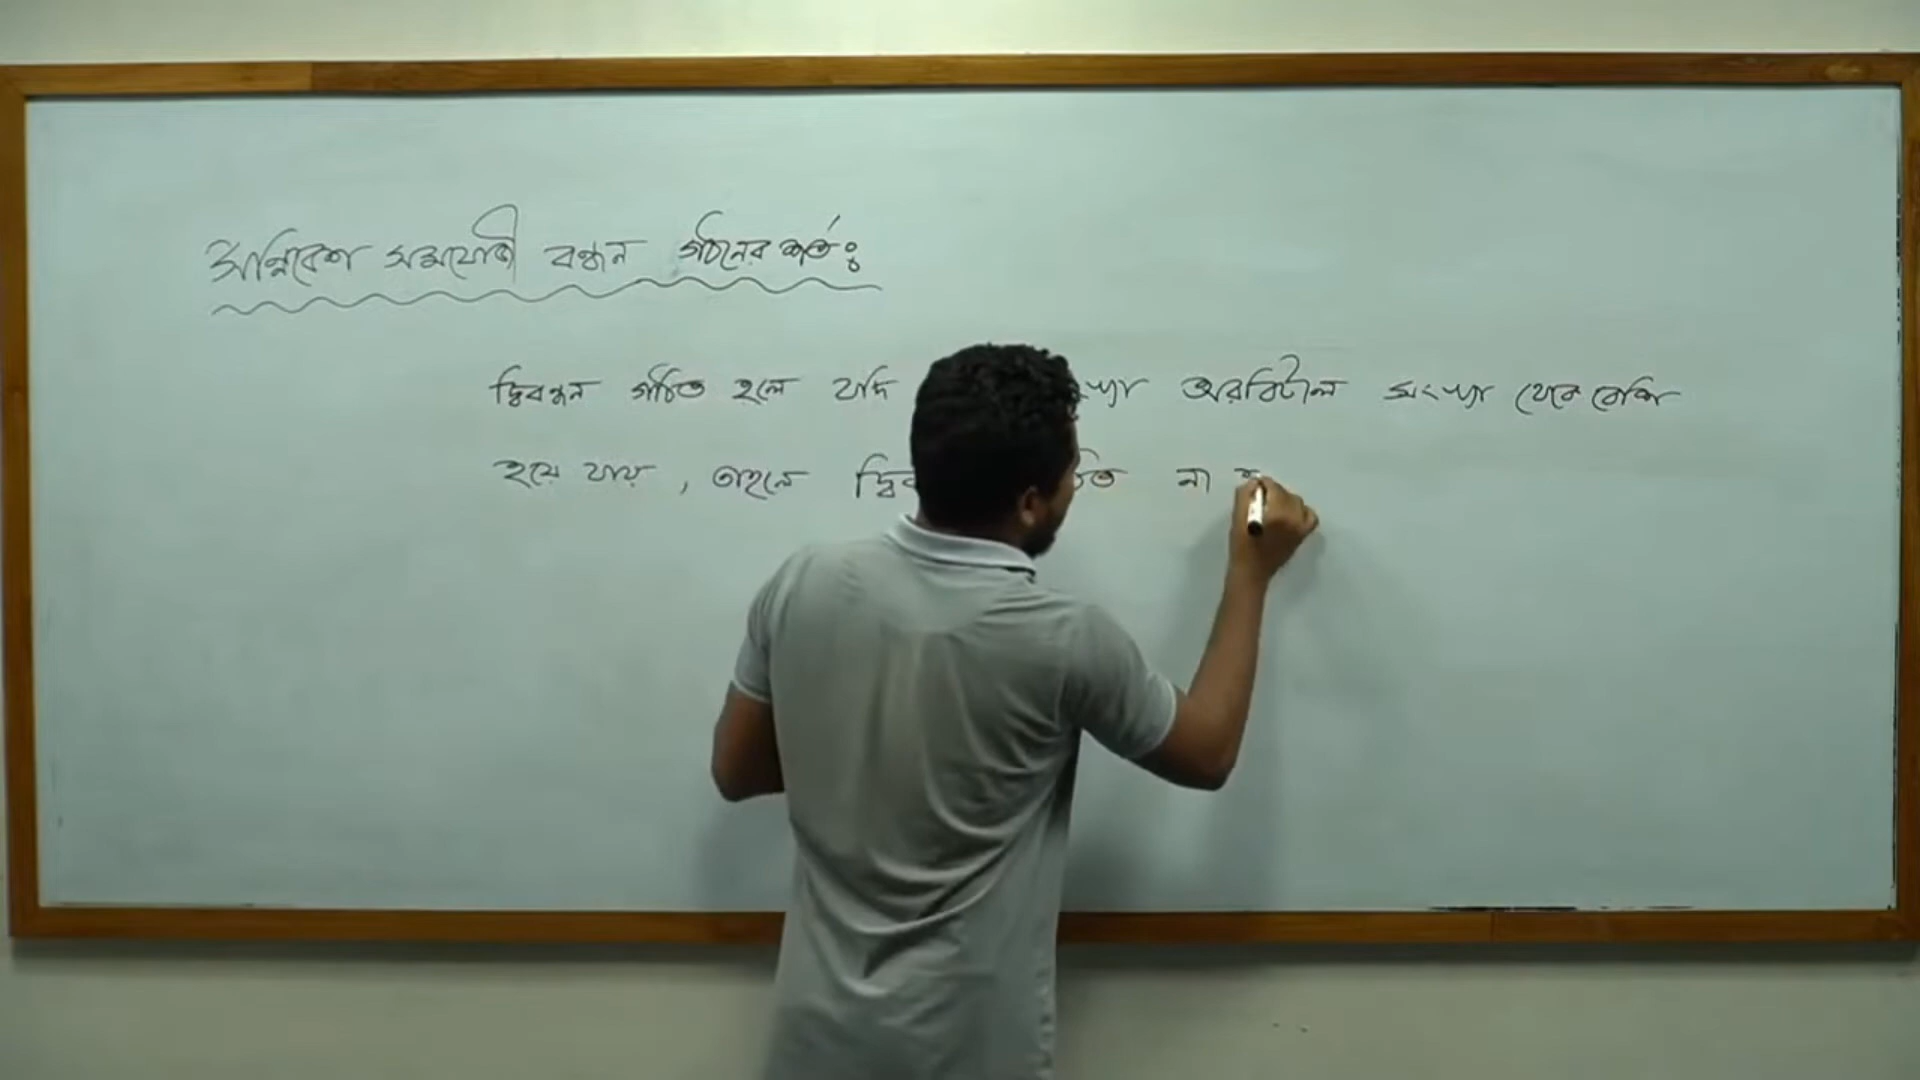 সন্নিবেশ সমযোজী বন্ধন গঠনের শর্ত:
দ্বিবন্ধন গঠিত হলে যদি অরবিটাল সংখ্যা থেকে বেশি
হয়ে যায়, তাহলে না